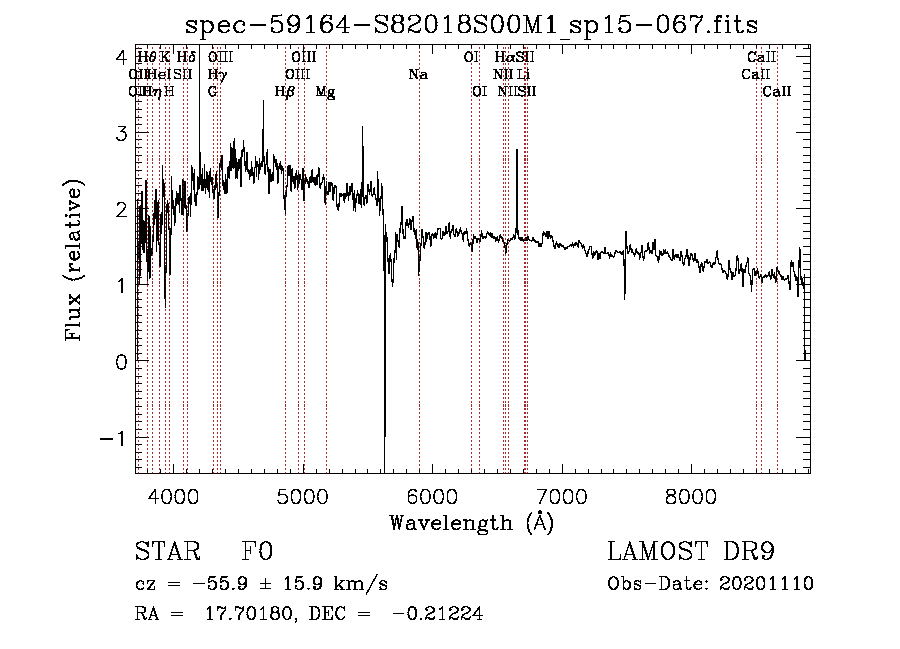 spec-59164-S82018S00M1_sp15-067.fits
Hθ K Hδ OIII OIII OI Hα SII CaII
OII HeI SII Hγ OIII Na NII Li CaII
OII Hη H G Hβ Mg OI NII SII CaII
4
3
2
1
0
−1
Flux (relative)
4000 5000 6000 7000 8000
Wavelength (Å)
STAR F0 LAMOST DR9
cz = −55.9 ± 15.9 km/s Obs-Date: 20201110
RA = 17.70180, DEC = −0.21224